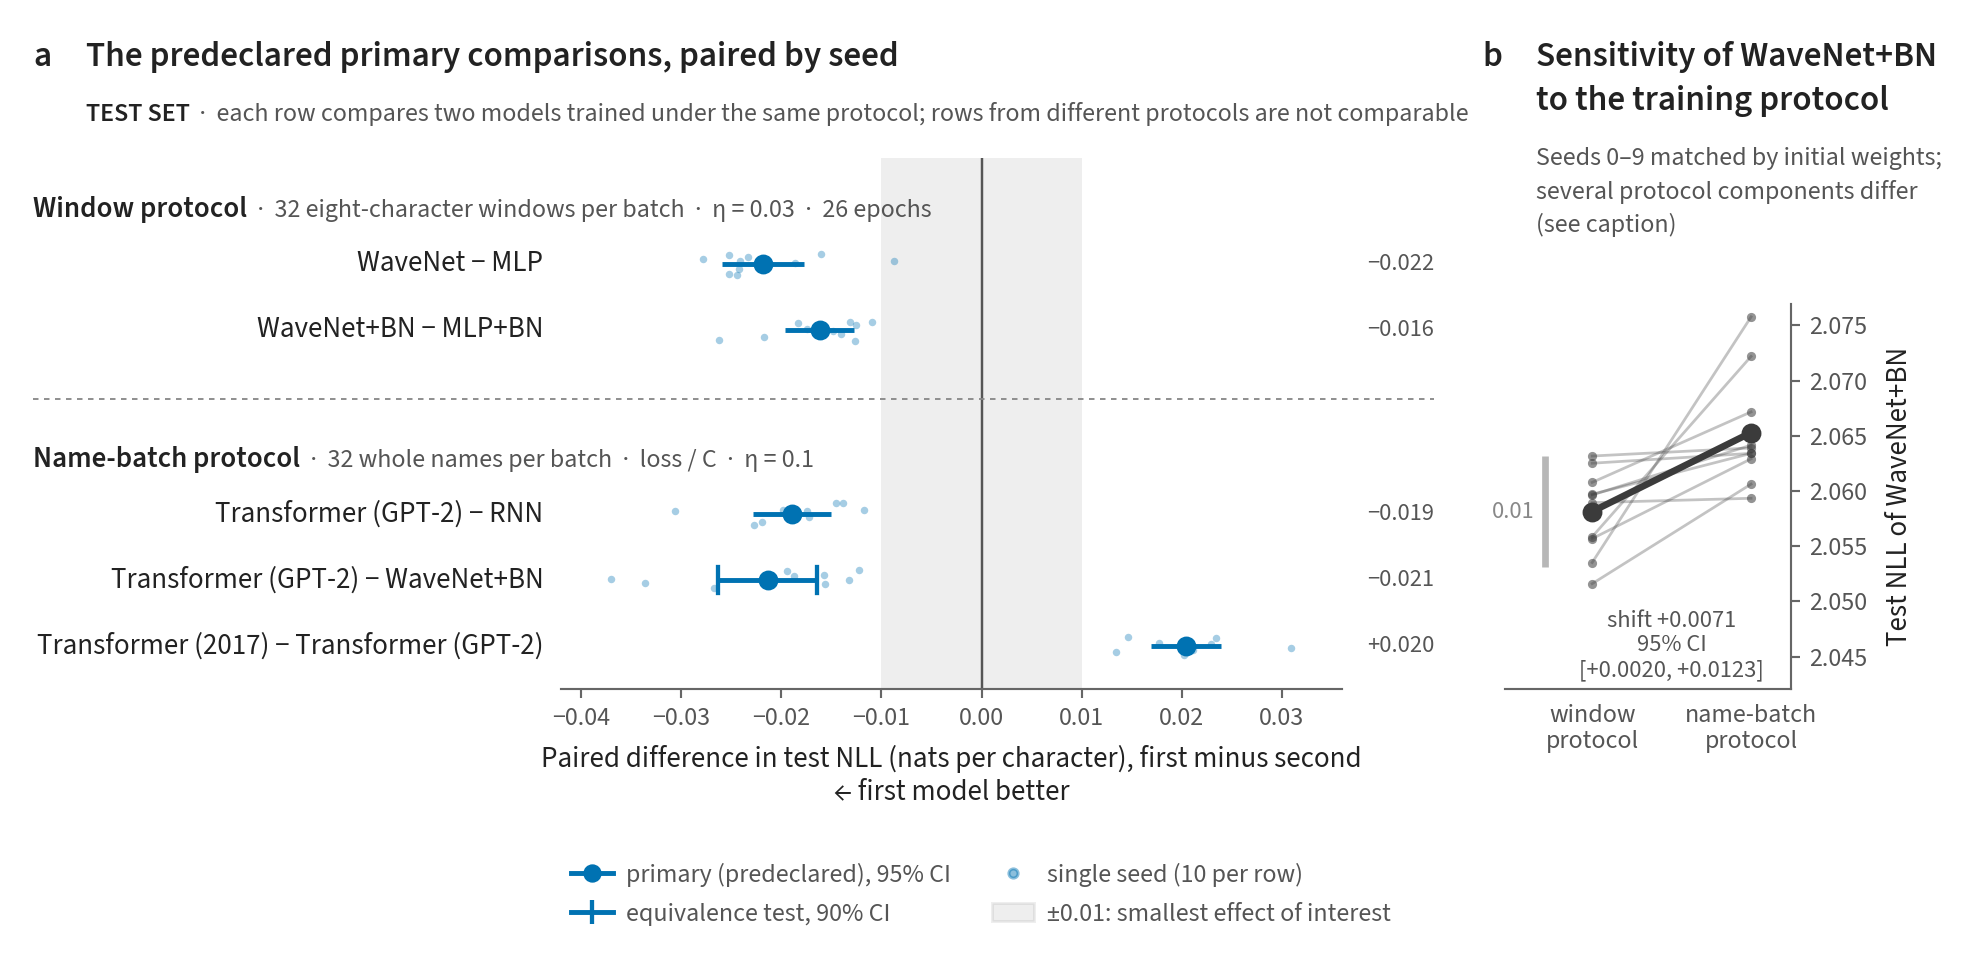 a The predeclared primary comparisons, paired by seed
TEST SET · each row compares two models trained under the same protocol; rows from different protocols are not comparable
Window protocol · 32 eight-character windows per batch · η = 0.03 · 26 epochs
WaveNet − MLP −0.022
WaveNet+BN − MLP+BN −0.016
Name-batch protocol · 32 whole names per batch · loss / C · η = 0.1
Transformer (GPT-2) − RNN −0.019
Transformer (GPT-2) − WaveNet+BN −0.021
Transformer (2017) − Transformer (GPT-2) +0.020
−0.04 −0.03 −0.02 −0.01 0.00 0.01 0.02 0.03
Paired difference in test NLL (nats per character), first minus second
← first model better
primary (predeclared), 95% CI
equivalence test, 90% CI
single seed (10 per row)
±0.01: smallest effect of interest
b Sensitivity of WaveNet+BN
to the training protocol
Seeds 0–9 matched by initial weights;
several protocol components differ
(see caption)
2.075
2.070
2.065
2.060
2.055
2.050
2.045
Test NLL of WaveNet+BN
0.01
shift +0.0071
95% CI
[+0.0020, +0.0123]
window
protocol
name-batch
protocol